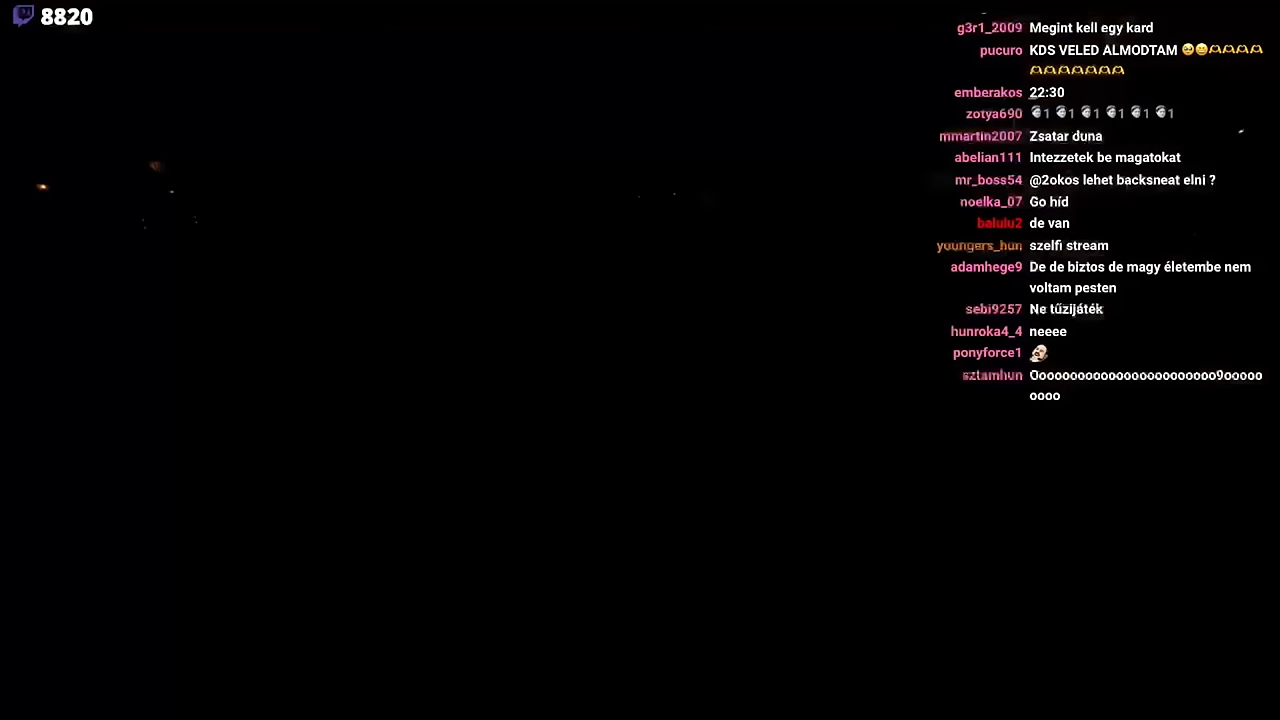 8820
g3r1_2009 Megint kell egy kard
pucuro KDS VELED ALMODTAM 🥹😄🫶🫶🫶🫶
🫶🫶🫶🫶🫶🫶🫶
emberakos 22:30
zotya690 1 1 1 1 1 1
mmartin2007 Zsatar duna
abelian111 Intezzetek be magatokat
mr_boss54 @2okos lehet backsneat elni ?
noelka_07 Go híd
balulu2 de van
youngers_hun szelfi stream
adamhege9 De de biztos de magy életembe nem
voltam pesten
sebi9257 Ne tűzijáték
hunroka4_4 neeee
ponyforce1
sztamhun Ooooooooooooooooooooooo9ooooo
oooo